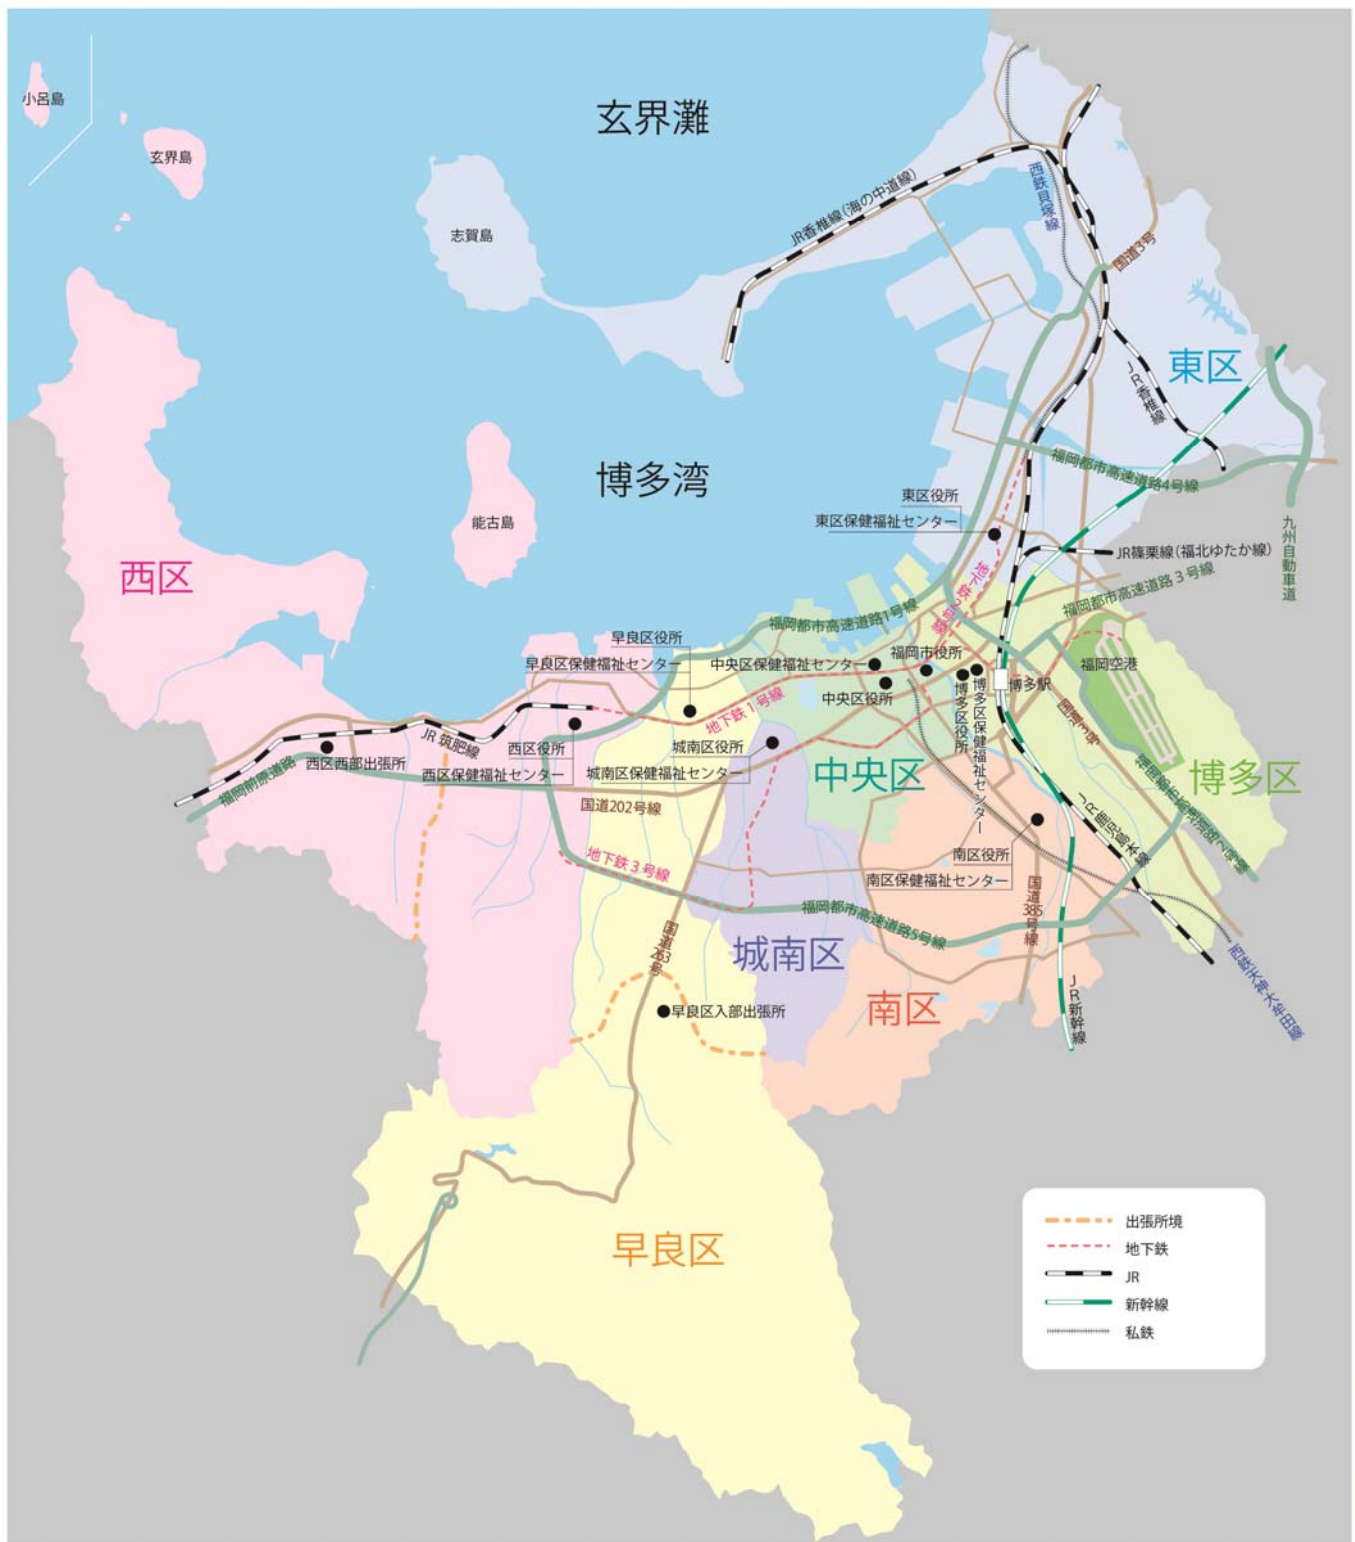 小呂島
玄界島
玄界灘
志賀島
JR香椎線(海の中道線)
西鉄貝塚線
国道3号
東区
JR香椎線
博多湾
能古島
西区
福岡都市高速道路4号線
九州自動車道
東区役所
東区保健福祉センター
JR篠栗線(福北ゆたか線)
地下鉄2号線
福岡都市高速道路3号線
福岡都市高速道路1号線
早良区役所
早良区保健福祉センター
中央区保健福祉センター
福岡市役所
中央区役所
博多区役所
博多区保健福祉センター
博多駅
福岡空港
国道3号
地下鉄1号線
JR筑肥線
西区西部出張所
福岡前原道路
西区役所
西区保健福祉センター
城南区役所
城南区保健福祉センター
中央区
博多区
国道202号線
福岡都市高速道路2号線
JR鹿児島本線
南区役所
南区保健福祉センター
地下鉄3号線
国道385号線
福岡都市高速道路5号線
国道263号
城南区
南区
西鉄天神大牟田線
JR新幹線
早良区入部出張所
早良区
出張所境
地下鉄
JR
新幹線
私鉄